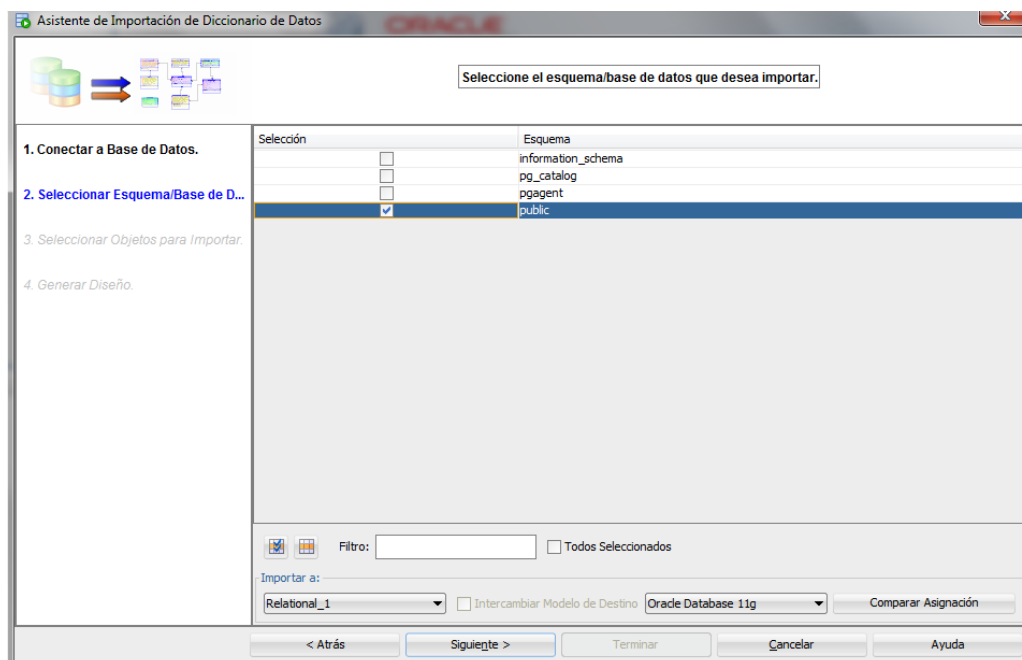 Asistente de Importación de Diccionario de Datos
ORACLE
Seleccione el esquema/base de datos que desea importar.
1. Conectar a Base de Datos.
2. Seleccionar Esquema/Base de D...
3. Seleccionar Objetos para Importar.
4. Generar Diseño.
Selección Esquema
information_schema
pg_catalog
pgagent
public
Filtro: Todos Seleccionados
Importar a:
Relational_1 Intercambiar Modelo de Destino Oracle Database 11g Comparar Asignación
< Atrás Siguiente > Terminar Cancelar Ayuda